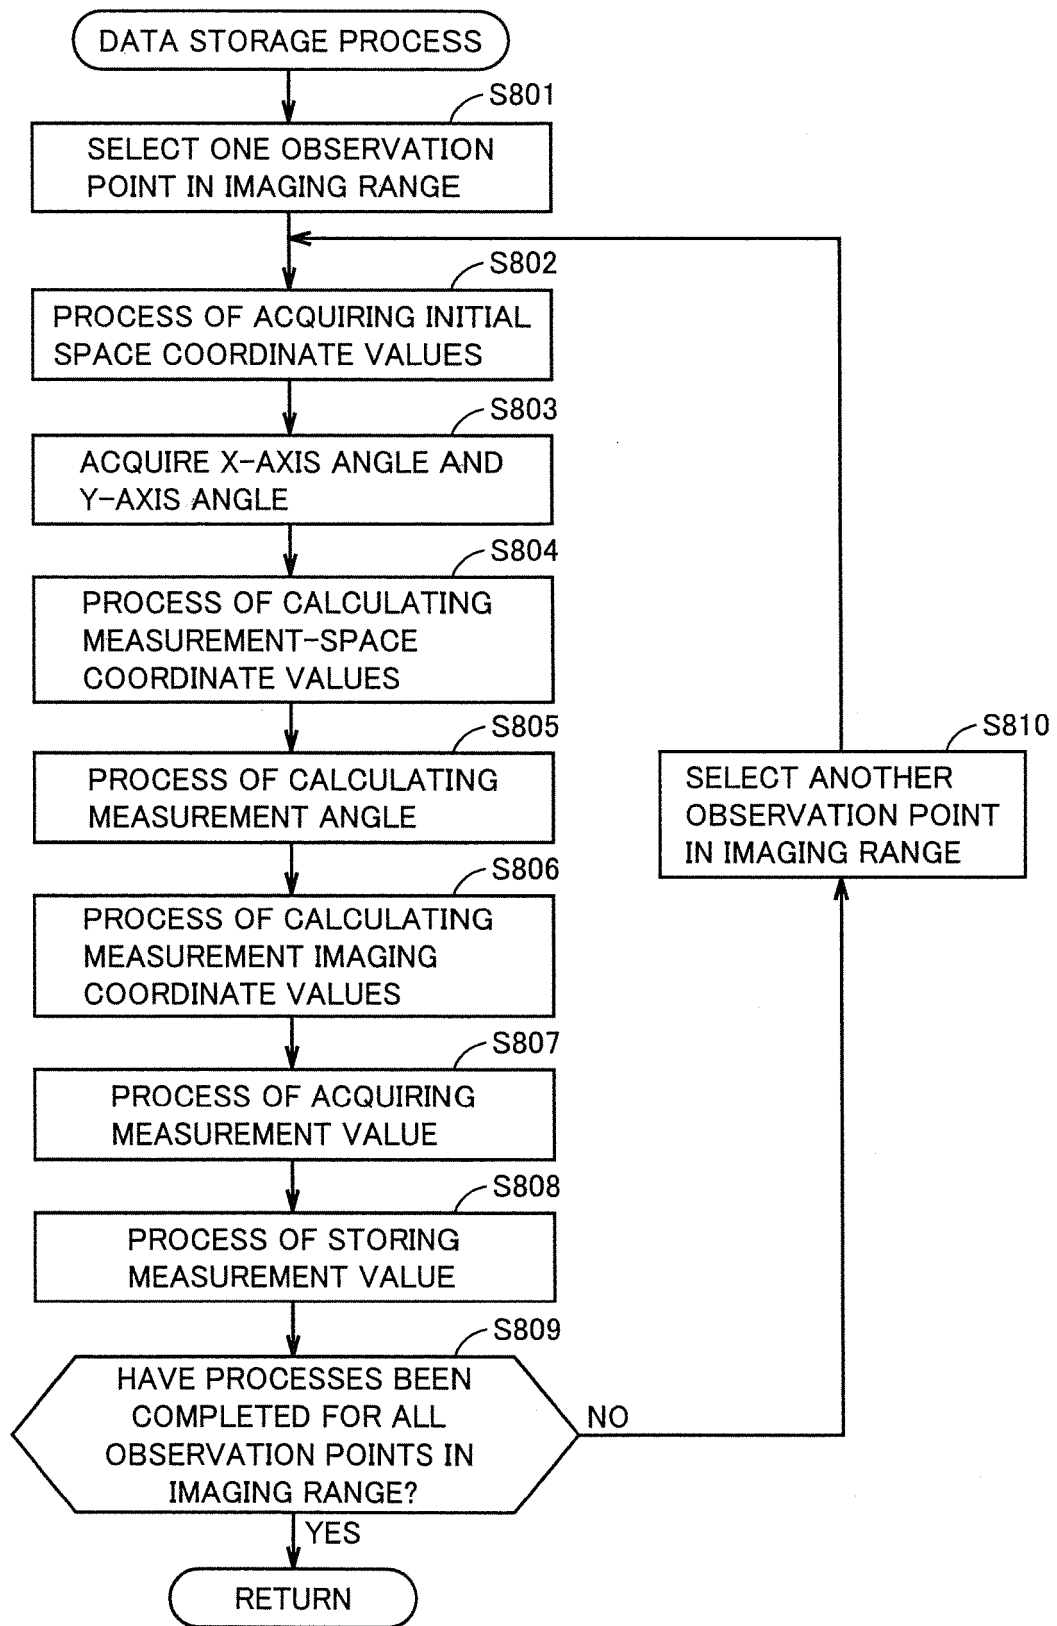 DATA STORAGE PROCESS
S801
SELECT ONE OBSERVATION
POINT IN IMAGING RANGE
S802
PROCESS OF ACQUIRING INITIAL
SPACE COORDINATE VALUES
S803
ACQUIRE X-AXIS ANGLE AND
Y-AXIS ANGLE
S804
PROCESS OF CALCULATING
MEASUREMENT-SPACE
COORDINATE VALUES
S805
PROCESS OF CALCULATING
MEASUREMENT ANGLE
S806
PROCESS OF CALCULATING
MEASUREMENT IMAGING
COORDINATE VALUES
S807
PROCESS OF ACQUIRING
MEASUREMENT VALUE
S808
PROCESS OF STORING
MEASUREMENT VALUE
S809
HAVE PROCESSES BEEN
COMPLETED FOR ALL
OBSERVATION POINTS IN
IMAGING RANGE?
NO
S810
SELECT ANOTHER
OBSERVATION POINT
IN IMAGING RANGE
YES
RETURN